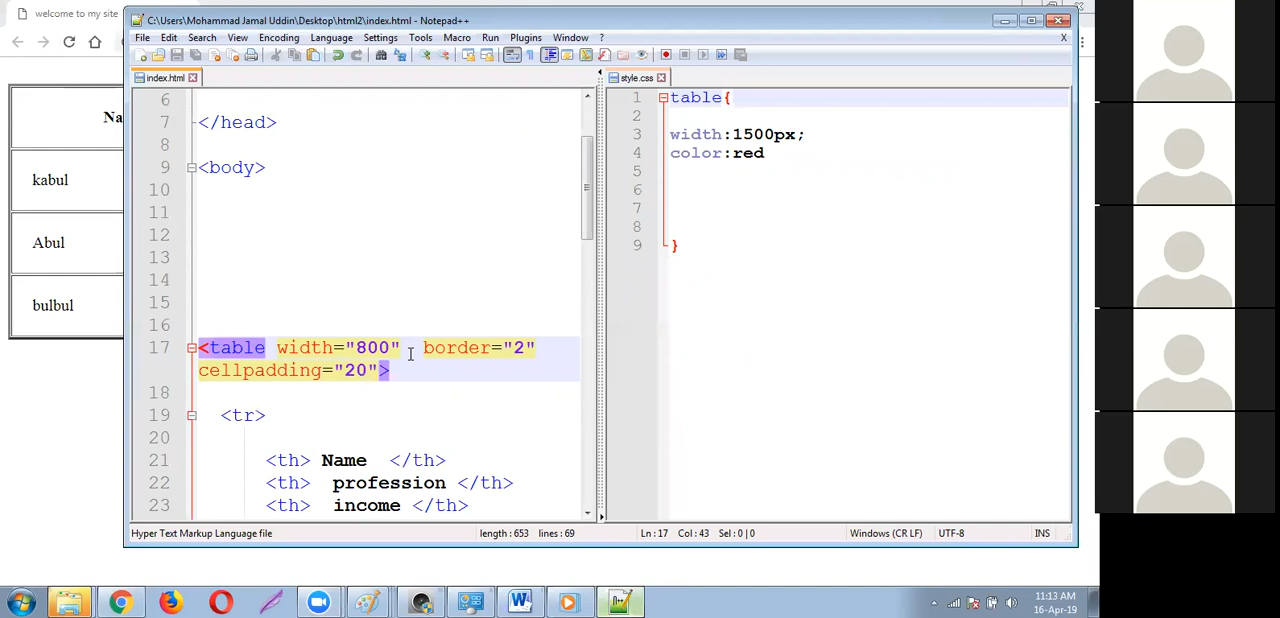 welcome to my site
C:\Users\Mohammad Jamal Uddin\Desktop\html2\index.html - Notepad++
File Edit Search View Encoding Language Settings Tools Macro Run Plugins Window ? X
index.html
style.css
Na
kabul
Abul
bulbul
6
7 </head>
8
9 <body>
10
11
12
13
14
15
16
17 <table width="800" border="2"
cellpadding="20">
18
19 <tr>
20
21 <th> Name </th>
22 <th> profession </th>
23 <th> income </th>
1 table{
2
3 width:1500px;
4 color:red
5
6
7
8
9 }
Hyper Text Markup Language file length : 653 lines : 69 Ln : 17 Col : 43 Sel : 0 | 0 Windows (CR LF) UTF-8 INS
11:13 AM
16-Apr-19